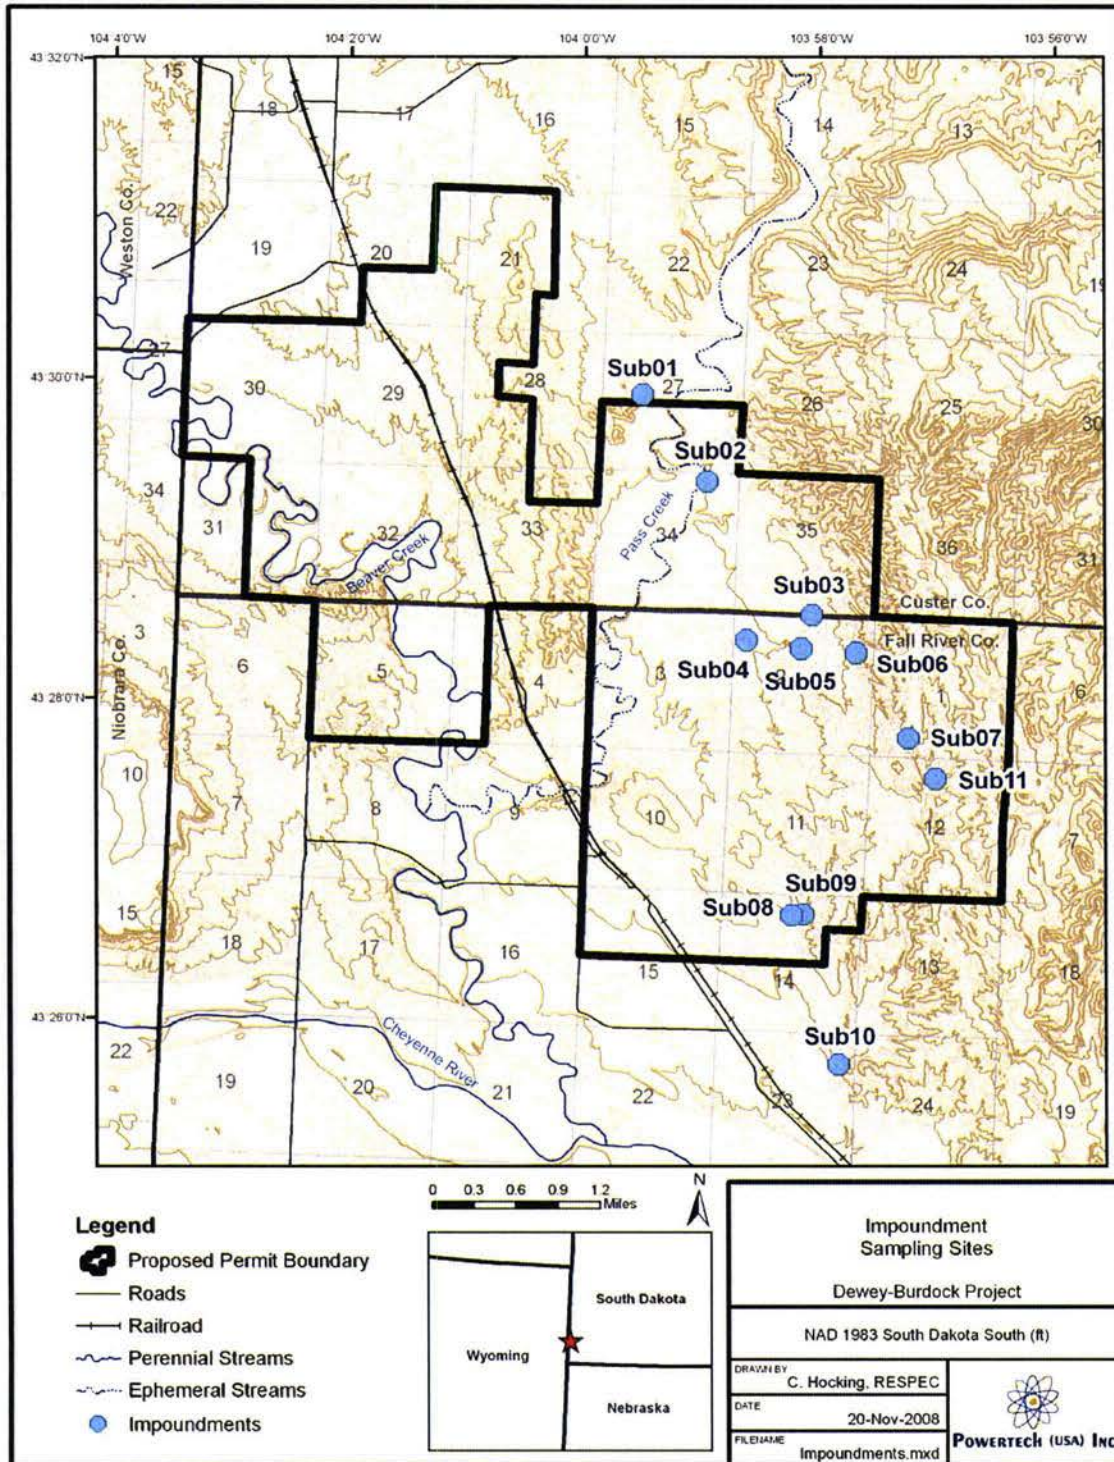 104 4'0"W 104 2'0"W 104 0'0"W 103 58'0"W 103 56'0"W
43 32'0"N
15 18 17 16 15 14 13
Weston Co.
22 19 20 21 22 23 24 19
27
43 30'0"N
30 29 28 Sub01 27 26 25 30
Sub02
34 31 32 33 Pass Creek 34 35 36 31
Beaver Creek
Sub03
Custer Co.
Fall River Co.
3 6 5 4 3 Sub04 Sub05 Sub06 1 6
Niobrara Co.
43 28'0"N
Sub07
Sub11
10 7 8 9 10 11 12 7
Sub09
Sub08
15 18 17 16 15 14 13 18
43 26'0"N
Cheyenne River
Sub10
22 19 20 21 22 23 24 19
0 0.3 0.6 0.9 1.2
Miles
N
Legend
Proposed Permit Boundary
Roads
Railroad
Perennial Streams
Ephemeral Streams
Impoundments
South Dakota
Wyoming
Nebraska
Impoundment
Sampling Sites
Dewey-Burdock Project
NAD 1983 South Dakota South (ft)
DRAWN BY
C. Hocking, RESPEC
DATE
20-Nov-2008
FILENAME
Impoundments.mxd
POWERTECH (USA) INC